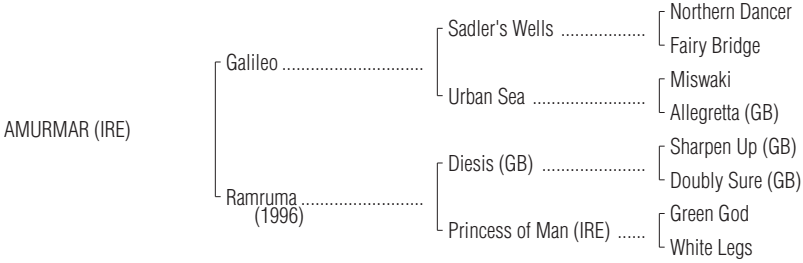 Northern Dancer
Sadler's Wells ...................
Fairy Bridge
Galileo ..............................
Miswaki
Urban Sea ........................
Allegretta (GB)
AMURMAR (IRE)
Sharpen Up (GB)
Diesis (GB) ......................
Doubly Sure (GB)
Ramruma ..........................
(1996)
Green God
Princess of Man (IRE) ......
White Legs